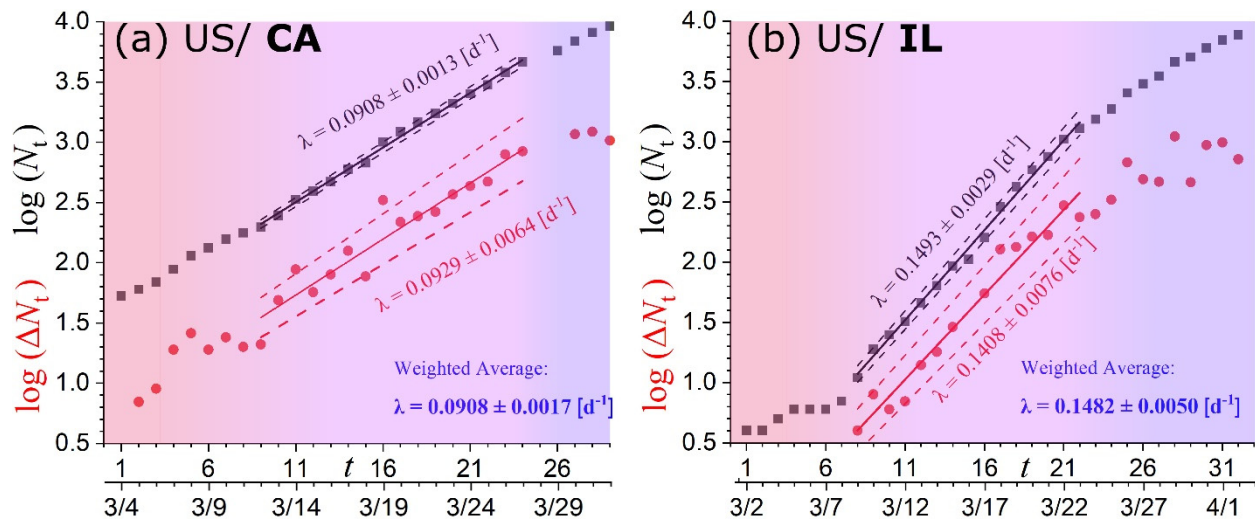 (a) US/ CA
log (Nt)
log (ΔNt)
4.0
3.5
3.0
2.5
2.0
1.5
1.0
0.5
λ = 0.0908 ± 0.0013 [d⁻¹]
λ = 0.0929 ± 0.0064 [d⁻¹]
Weighted Average:
λ = 0.0908 ± 0.0017 [d⁻¹]
1 6 11 t 16 21 26
3/4 3/9 3/14 3/19 3/24 3/29
(b) US/ IL
log (Nt)
log (ΔNt)
4.0
3.5
3.0
2.5
2.0
1.5
1.0
0.5
λ = 0.1493 ± 0.0029 [d⁻¹]
λ = 0.1408 ± 0.0076 [d⁻¹]
Weighted Average:
λ = 0.1482 ± 0.0050 [d⁻¹]
1 6 11 16 t 21 26 31
3/2 3/7 3/12 3/17 3/22 3/27 4/1